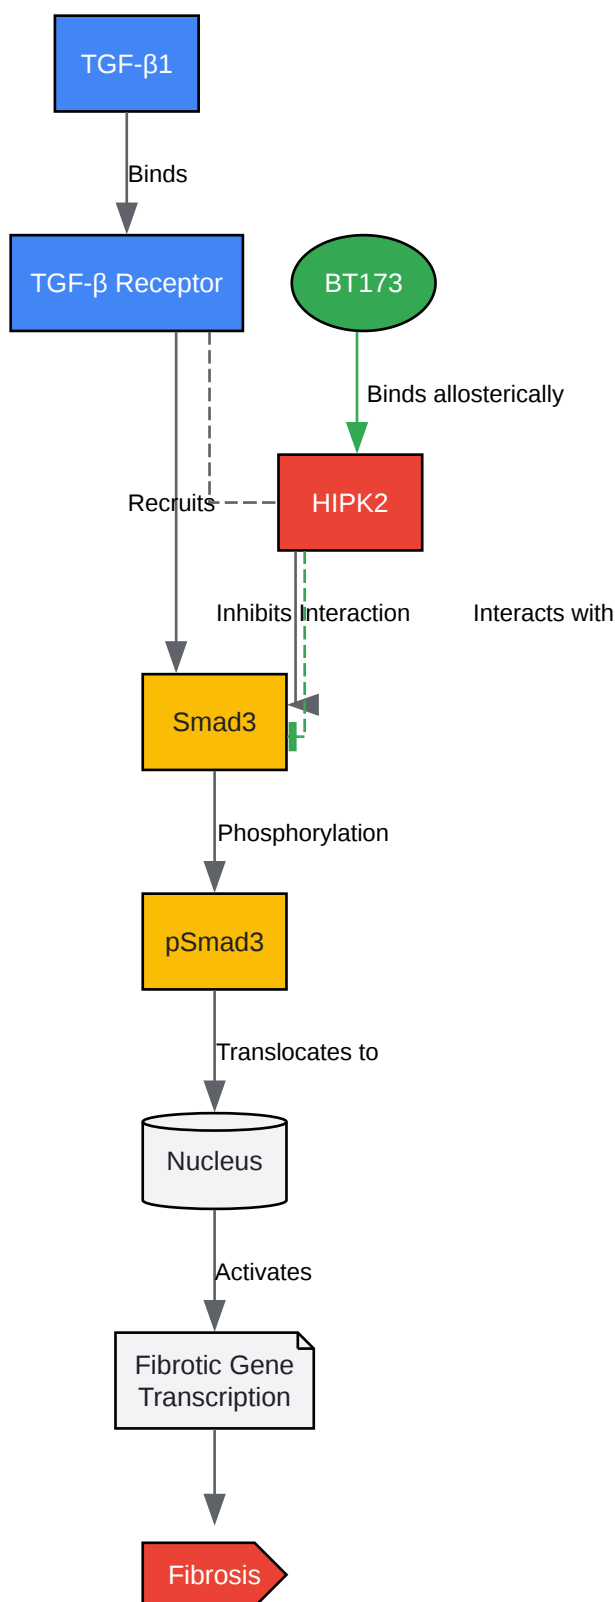 TGF-β1
Binds
TGF-β Receptor
BT173
Binds allosterically
Recruits
HIPK2
Inhibits Interaction
Interacts with
Smad3
Phosphorylation
pSmad3
Translocates to
Nucleus
Activates
Fibrotic Gene
Transcription
Fibrosis